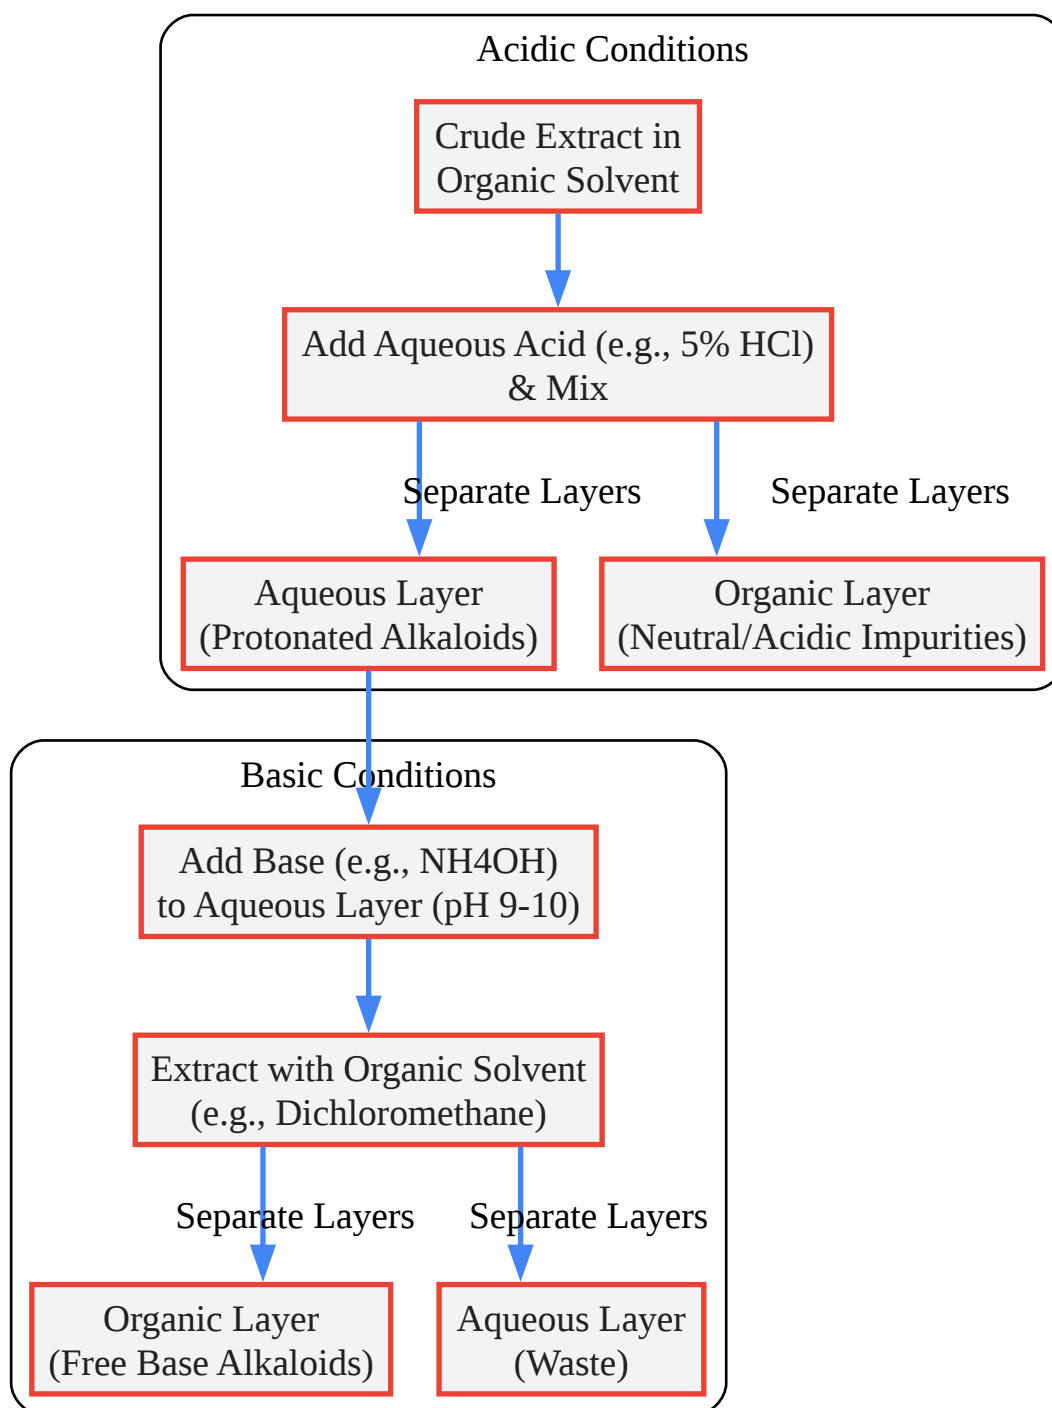 Acidic Conditions
Crude Extract in
Organic Solvent
Add Aqueous Acid (e.g., 5% HCl)
& Mix
Separate Layers
Separate Layers
Aqueous Layer
(Protonated Alkaloids)
Organic Layer
(Neutral/Acidic Impurities)
Basic Conditions
Add Base (e.g., NH4OH)
to Aqueous Layer (pH 9-10)
Extract with Organic Solvent
(e.g., Dichloromethane)
Separate Layers
Separate Layers
Organic Layer
(Free Base Alkaloids)
Aqueous Layer
(Waste)